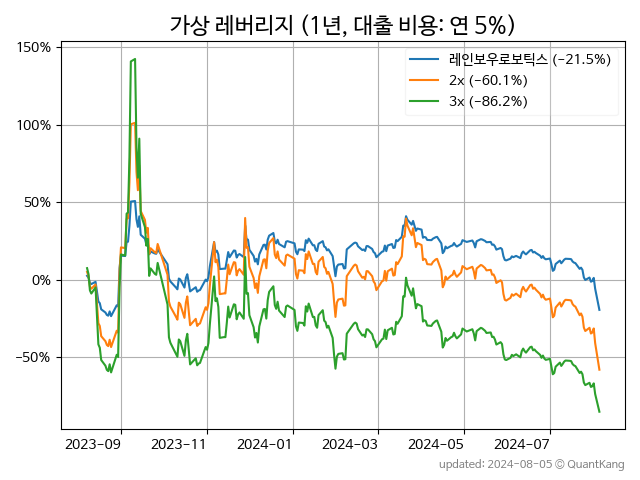 가상 레버리지 (1년, 대출 비용: 연 5%)
150%
100%
50%
0%
−50%
레인보우로보틱스 (−21.5%)
2x (−60.1%)
3x (−86.2%)
2023-09 2023-11 2024-01 2024-03 2024-05 2024-07
updated: 2024-08-05 © QuantKang